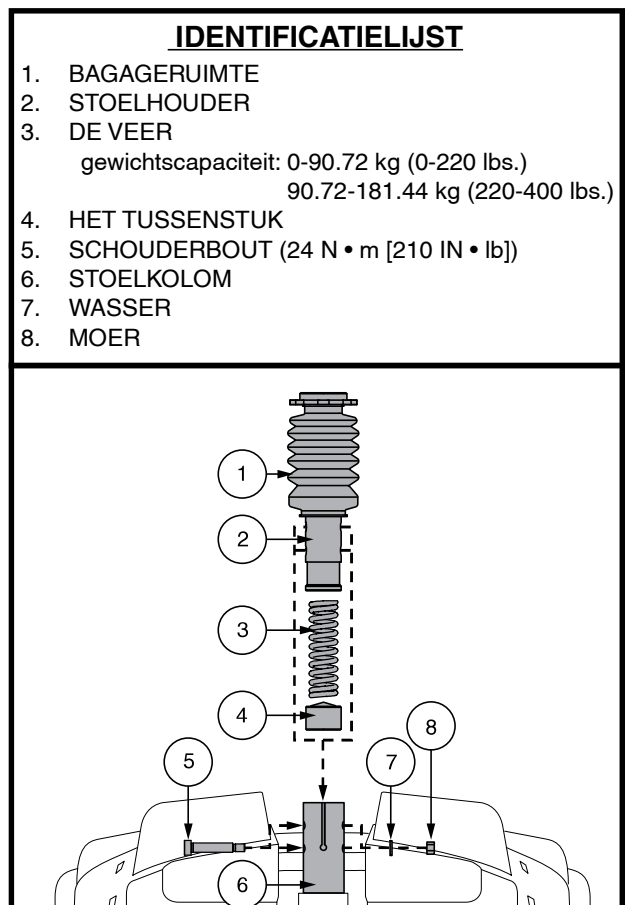 IDENTIFICATIELIJST
1. BAGAGERUIMTE
2. STOELHOUDER
3. DE VEER
gewichtscapaciteit: 0-90.72 kg (0-220 lbs.)
90.72-181.44 kg (220-400 lbs.)
4. HET TUSSENSTUK
5. SCHOUDERBOUT (24 N • m [210 IN • lb])
6. STOELKOLOM
7. WASSER
8. MOER
1
2
3
4
8
5
7
6